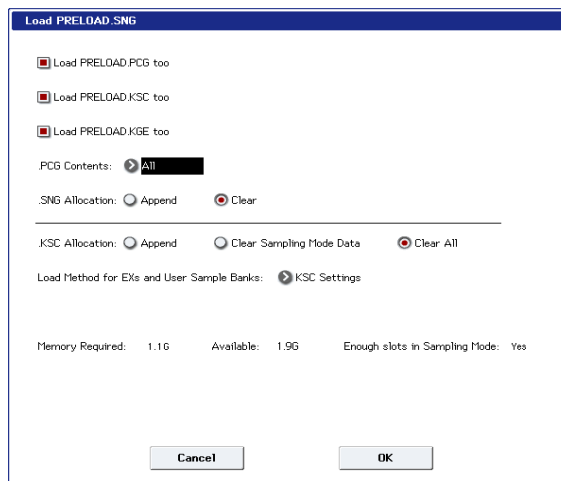 Load PRELOAD.SNG
Load PRELOAD.PCG too
Load PRELOAD.KSC too
Load PRELOAD.KGE too
.PCG Contents: All
.SNG Allocation: Append Clear
.KSC Allocation: Append Clear Sampling Mode Data Clear All
Load Method for EXs and User Sample Banks: KSC Settings
Memory Required: 1.1G Available: 1.9G Enough slots in Sampling Mode: Yes
Cancel OK